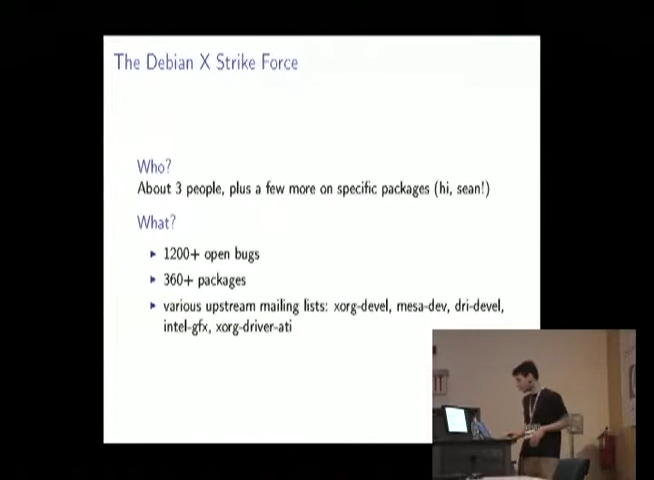 The Debian X Strike Force
Who?
About 3 people, plus a few more on specific packages (hi, sean!)
What?
1200+ open bugs
360+ packages
various upstream mailing lists: xorg-devel, mesa-dev, dri-devel,
intel-gfx, xorg-driver-ati